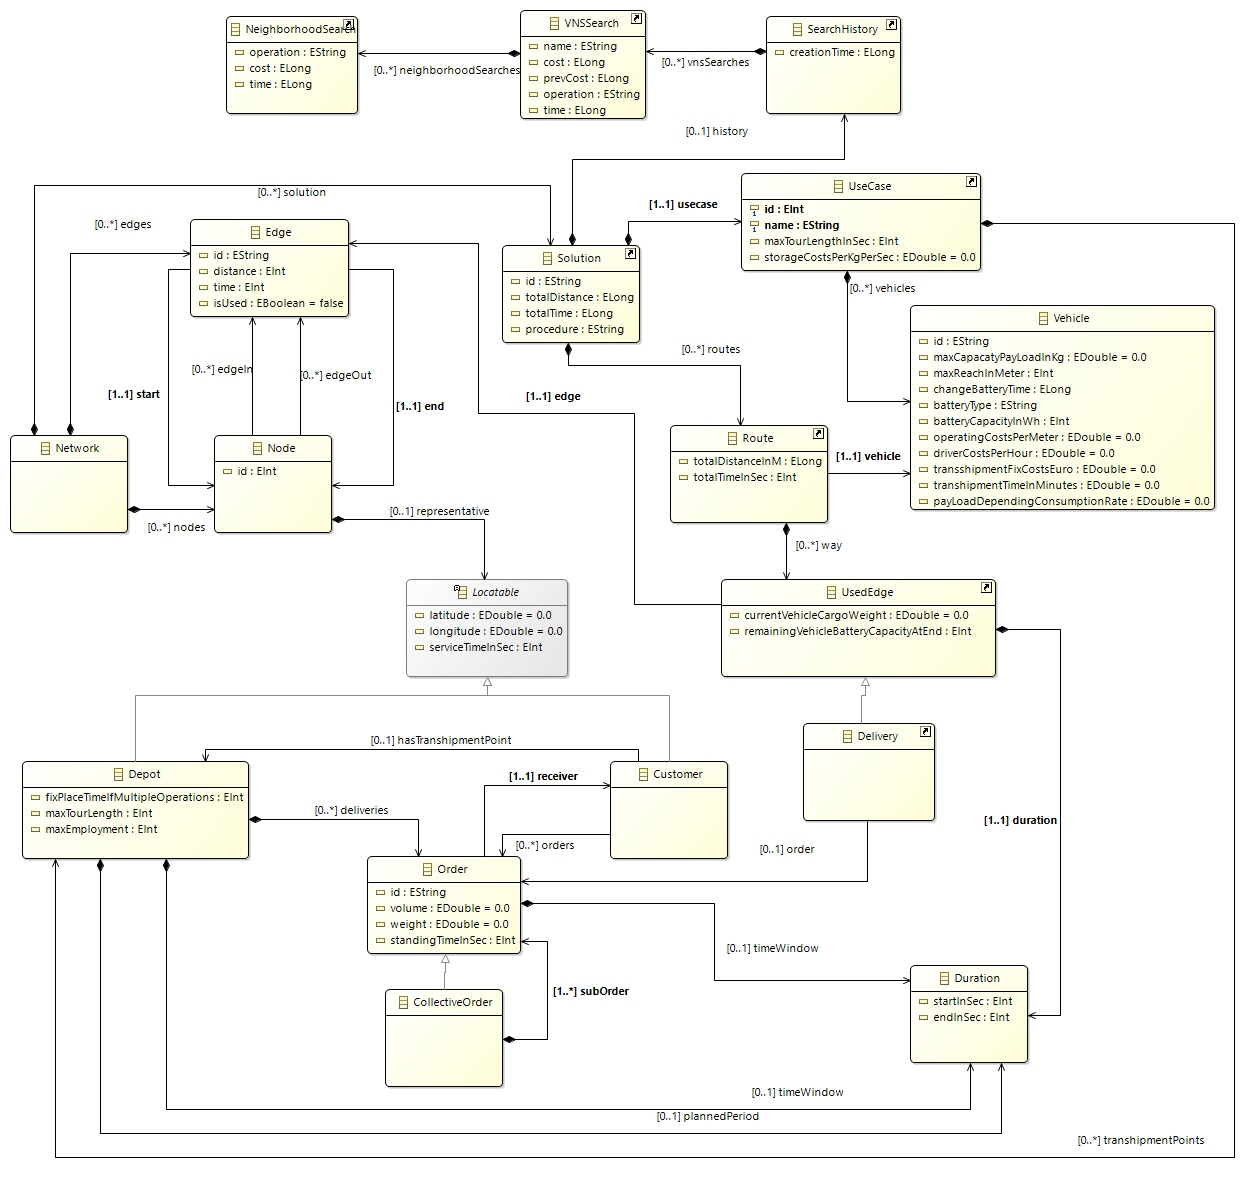 NeighborhoodSearch
operation : EString
cost : ELong
time : ELong
[0..*] neighborhoodSearches
VNSSearch
name : EString
cost : ELong
prevCost : ELong
operation : EString
time : ELong
[0..*] vnsSearches
SearchHistory
creationTime : ELong
[0..1] history
[0..*] solution
[0..*] edges
Edge
id : EString
distance : EInt
time : EInt
isUsed : EBoolean = false
[1..1] usecase
UseCase
id : EInt
name : EString
maxTourLengthInSec : EInt
storageCostsPerKgPerSec : EDouble = 0.0
Solution
id : EString
totalDistance : ELong
totalTime : ELong
procedure : EString
[0..*] vehicles
Vehicle
id : EString
maxCapacatyPayLoadInKg : EDouble = 0.0
maxReachInMeter : EInt
changeBatteryTime : ELong
batteryType : EString
batteryCapacityInWh : EInt
operatingCostsPerMeter : EDouble = 0.0
driverCostsPerHour : EDouble = 0.0
transshipmentFixCostsEuro : EDouble = 0.0
transhipmentTimeInMinutes : EDouble = 0.0
payLoadDependingConsumptionRate : EDouble = 0.0
[0..*] routes
[0..*] edgeIn
[0..*] edgeOut
[1..1] start
[1..1] end
[1..1] edge
Network
Node
id : EInt
[0..*] nodes
Route
totalDistanceInM : ELong
totalTimeInSec : EInt
[1..1] vehicle
[0..1] representative
[0..*] way
Locatable
latitude : EDouble = 0.0
longitude : EDouble = 0.0
serviceTimeInSec : EInt
UsedEdge
currentVehicleCargoWeight : EDouble = 0.0
remainingVehicleBatteryCapacityAtEnd : EInt
[0..1] hasTranshipmentPoint
Delivery
Depot
fixPlaceTimeIfMultipleOperations : EInt
maxTourLength : EInt
maxEmployment : EInt
[1..1] receiver
Customer
[0..*] deliveries
[0..*] orders
[0..1] order
[1..1] duration
Order
id : EString
volume : EDouble = 0.0
weight : EDouble = 0.0
standingTimeInSec : EInt
[0..1] timeWindow
CollectiveOrder
[1..*] subOrder
Duration
startInSec : EInt
endInSec : EInt
[0..1] timeWindow
[0..1] plannedPeriod
[0..*] transhipmentPoints